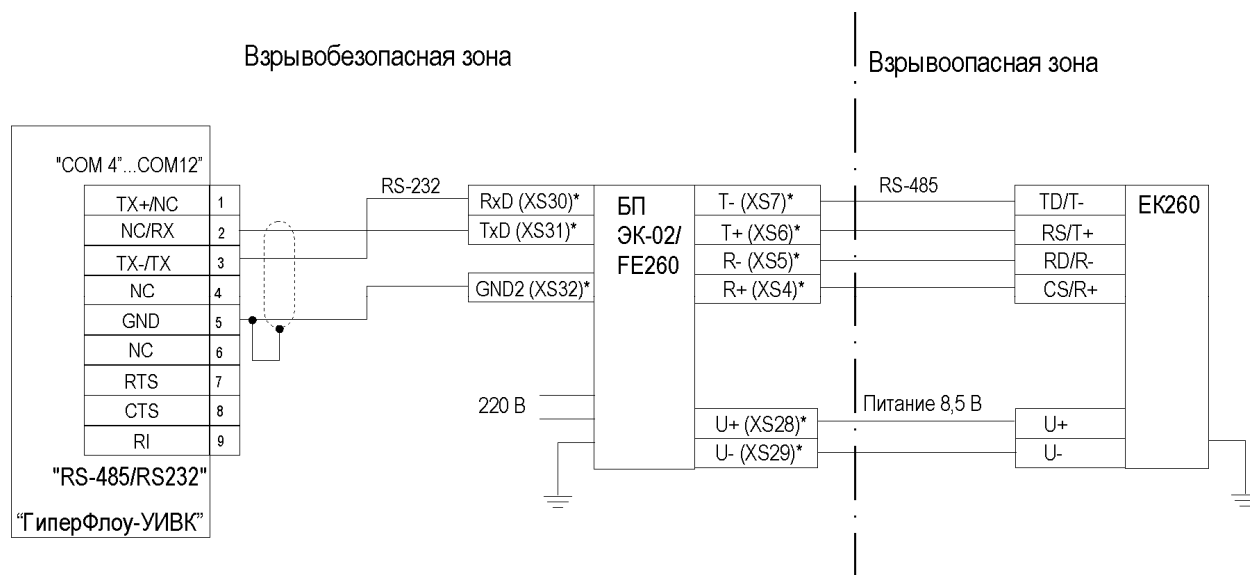 Взрывобезопасная зона
Взрывоопасная зона
"COM 4"...COM12"
TX+/NC 1
NC/RX 2
TX-/TX 3
NC 4
GND 5
NC 6
RTS 7
CTS 8
RI 9
"RS-485/RS232"
“ГиперФлоу-УИВК”
RS-232
RxD (XS30)*
TxD (XS31)*
GND2 (XS32)*
220 В
БП
ЭК-02/
FE260
T- (XS7)*
T+ (XS6)*
R- (XS5)*
R+ (XS4)*
U+ (XS28)*
U- (XS29)*
RS-485
Питание 8,5 В
TD/T-
RS/T+
RD/R-
CS/R+
U+
U-
ЕК260